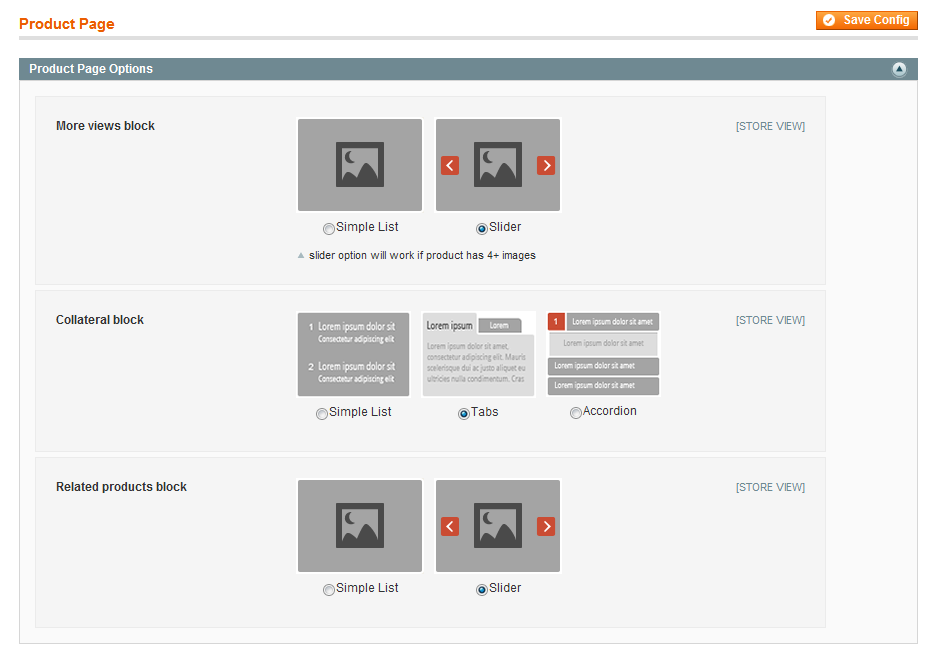 Product Page
Save Config
Product Page Options
More views block
[STORE VIEW]
Simple List
Slider
slider option will work if product has 4+ images
Collateral block
[STORE VIEW]
1 Lorem ipsum dolor sit
Consectetur adipiscing elit
2 Lorem ipsum dolor sit
Consectetur adipiscing elit
Lorem ipsum
Lorem
Lorem ipsum dolor sit amet,
consectetur adipiscing elit. Mauris
scelerisque dui ac justo aliquet eu
ultricies nulla condimentum. Cras
1 Lorem ipsum dolor sit amet
Lorem ipsum dolor sit amet
Lorem ipsum dolor sit amet
Lorem ipsum dolor sit amet
Simple List
Tabs
Accordion
Related products block
[STORE VIEW]
Simple List
Slider